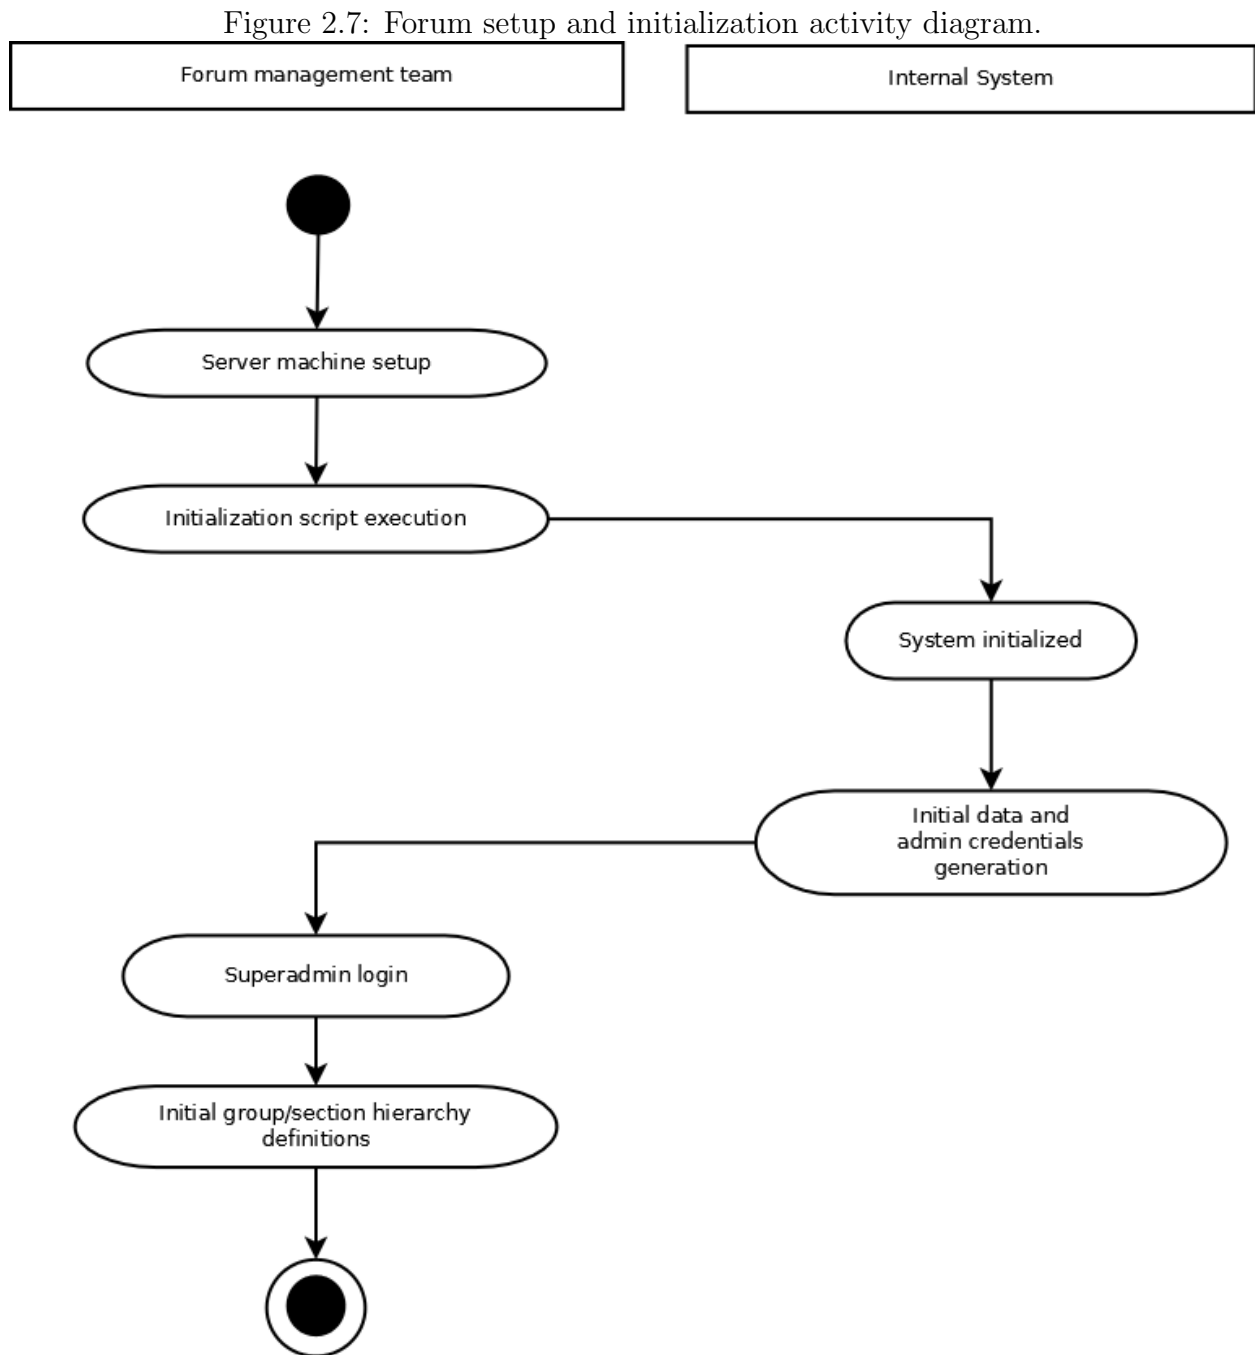 Figure 2.7: Forum setup and initialization activity diagram.
Forum management team
Internal System
Server machine setup
Initialization script execution
System initialized
Initial data and
admin credentials
generation
Superadmin login
Initial group/section hierarchy
definitions